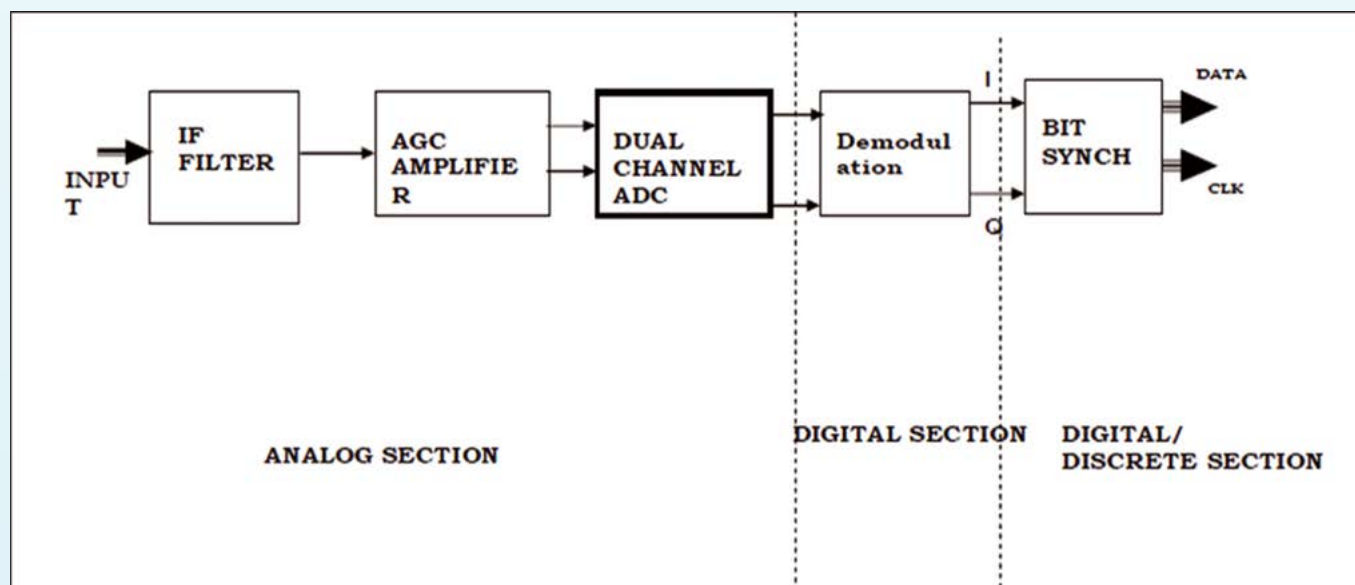 INPU
T
IF
FILTER
AGC
AMPLIFIE
R
DUAL
CHANNEL
ADC
Demodul
ation
I
Q
BIT
SYNCH
DATA
CLK
ANALOG SECTION
DIGITAL SECTION
DIGITAL/
DISCRETE SECTION